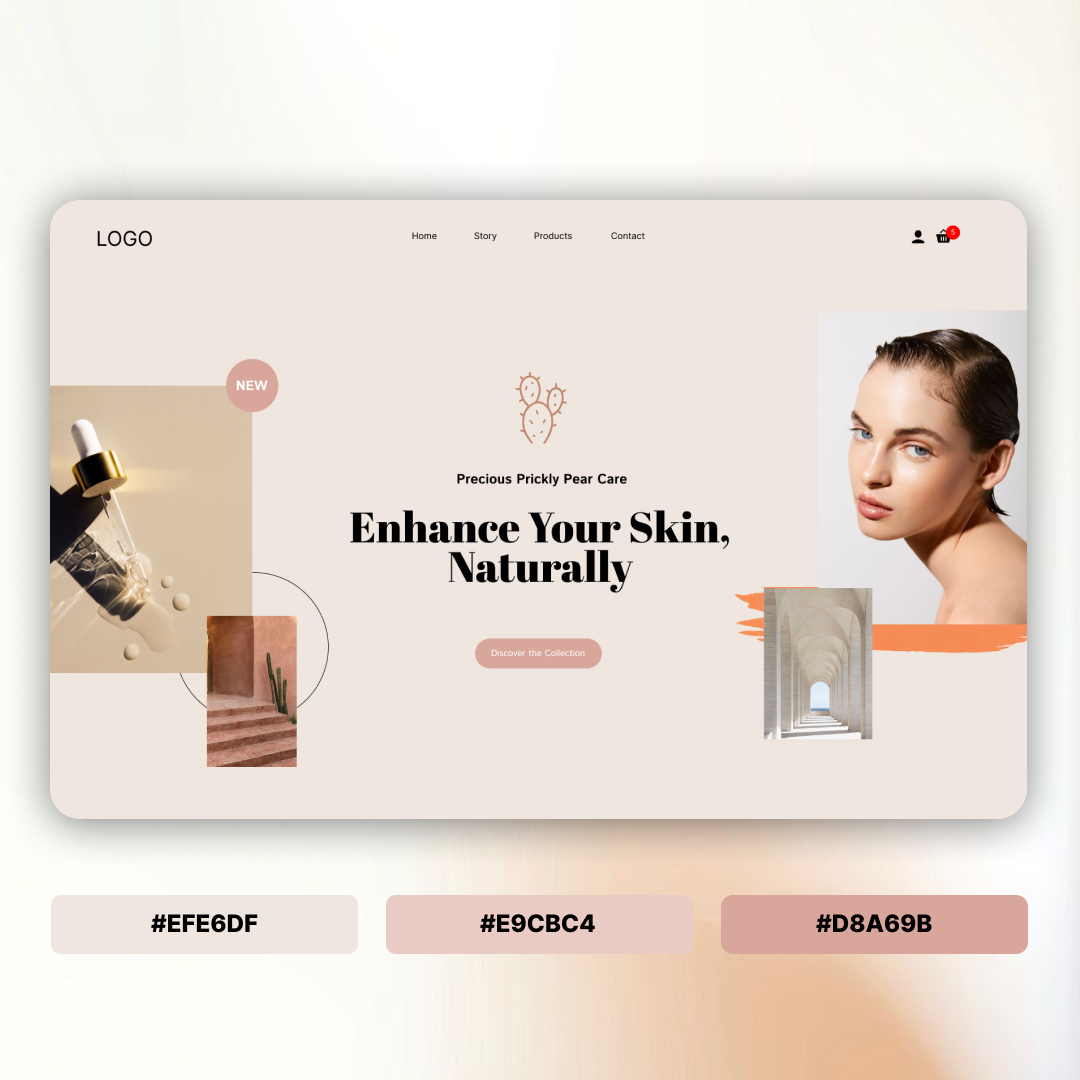 LOGO
Home Story Products Contact
5
NEW
Precious Prickly Pear Care
Enhance Your Skin,
Naturally
Discover the Collection
#EFE6DF #E9CBC4 #D8A69B